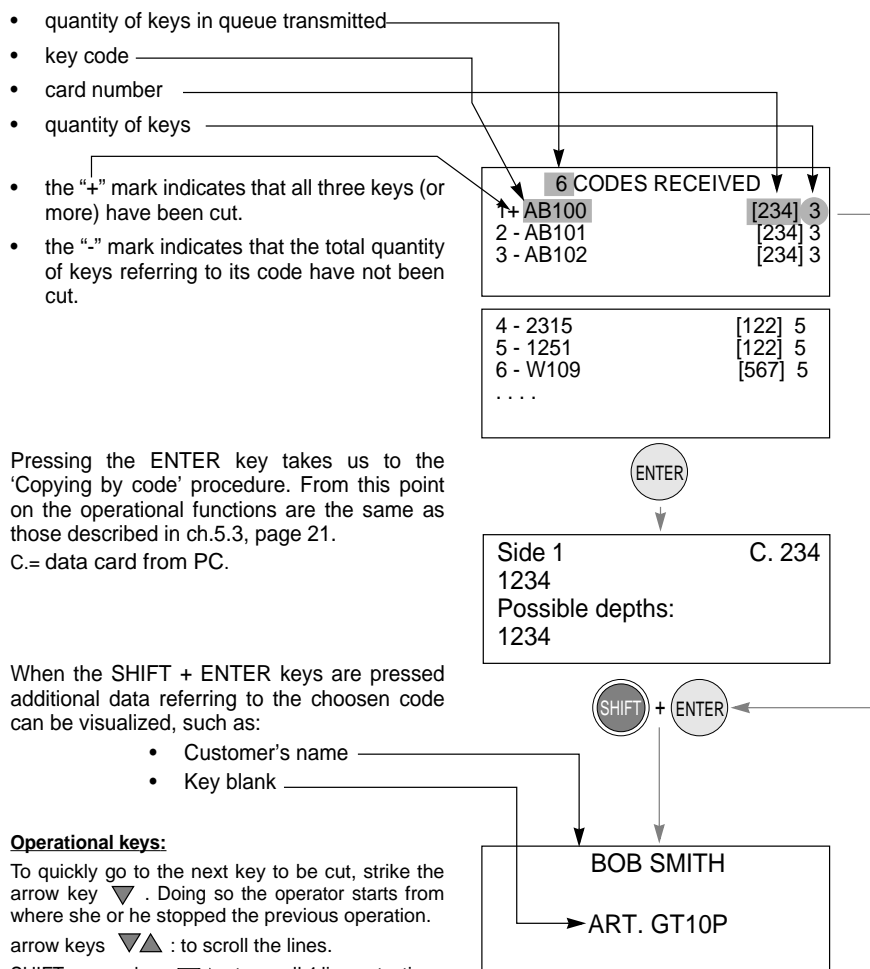 • quantity of keys in queue transmitted
• key code
• card number
• quantity of keys
• the “+” mark indicates that all three keys (or
more) have been cut.
• the “-” mark indicates that the total quantity
of keys referring to its code have not been
cut.
6 CODES RECEIVED
1+ AB100 [234] 3
2 - AB101 [234] 3
3 - AB102 [234] 3
4 - 2315 [122] 5
5 - 1251 [122] 5
6 - W109 [567] 5
. . . .
Pressing the ENTER key takes us to the
‘Copying by code’ procedure. From this point
on the operational functions are the same as
those described in ch.5.3, page 21.
C.= data card from PC.
ENTER
Side 1 C. 234
1234
Possible depths:
1234
When the SHIFT + ENTER keys are pressed
additional data referring to the choosen code
can be visualized, such as:
• Customer’s name
• Key blank
SHIFT + ENTER
Operational keys:
To quickly go to the next key to be cut, strike the
arrow key ▼ . Doing so the operator starts from
where she or he stopped the previous operation.
arrow keys ▼▲ : to scroll the lines.
BOB SMITH
ART. GT10P